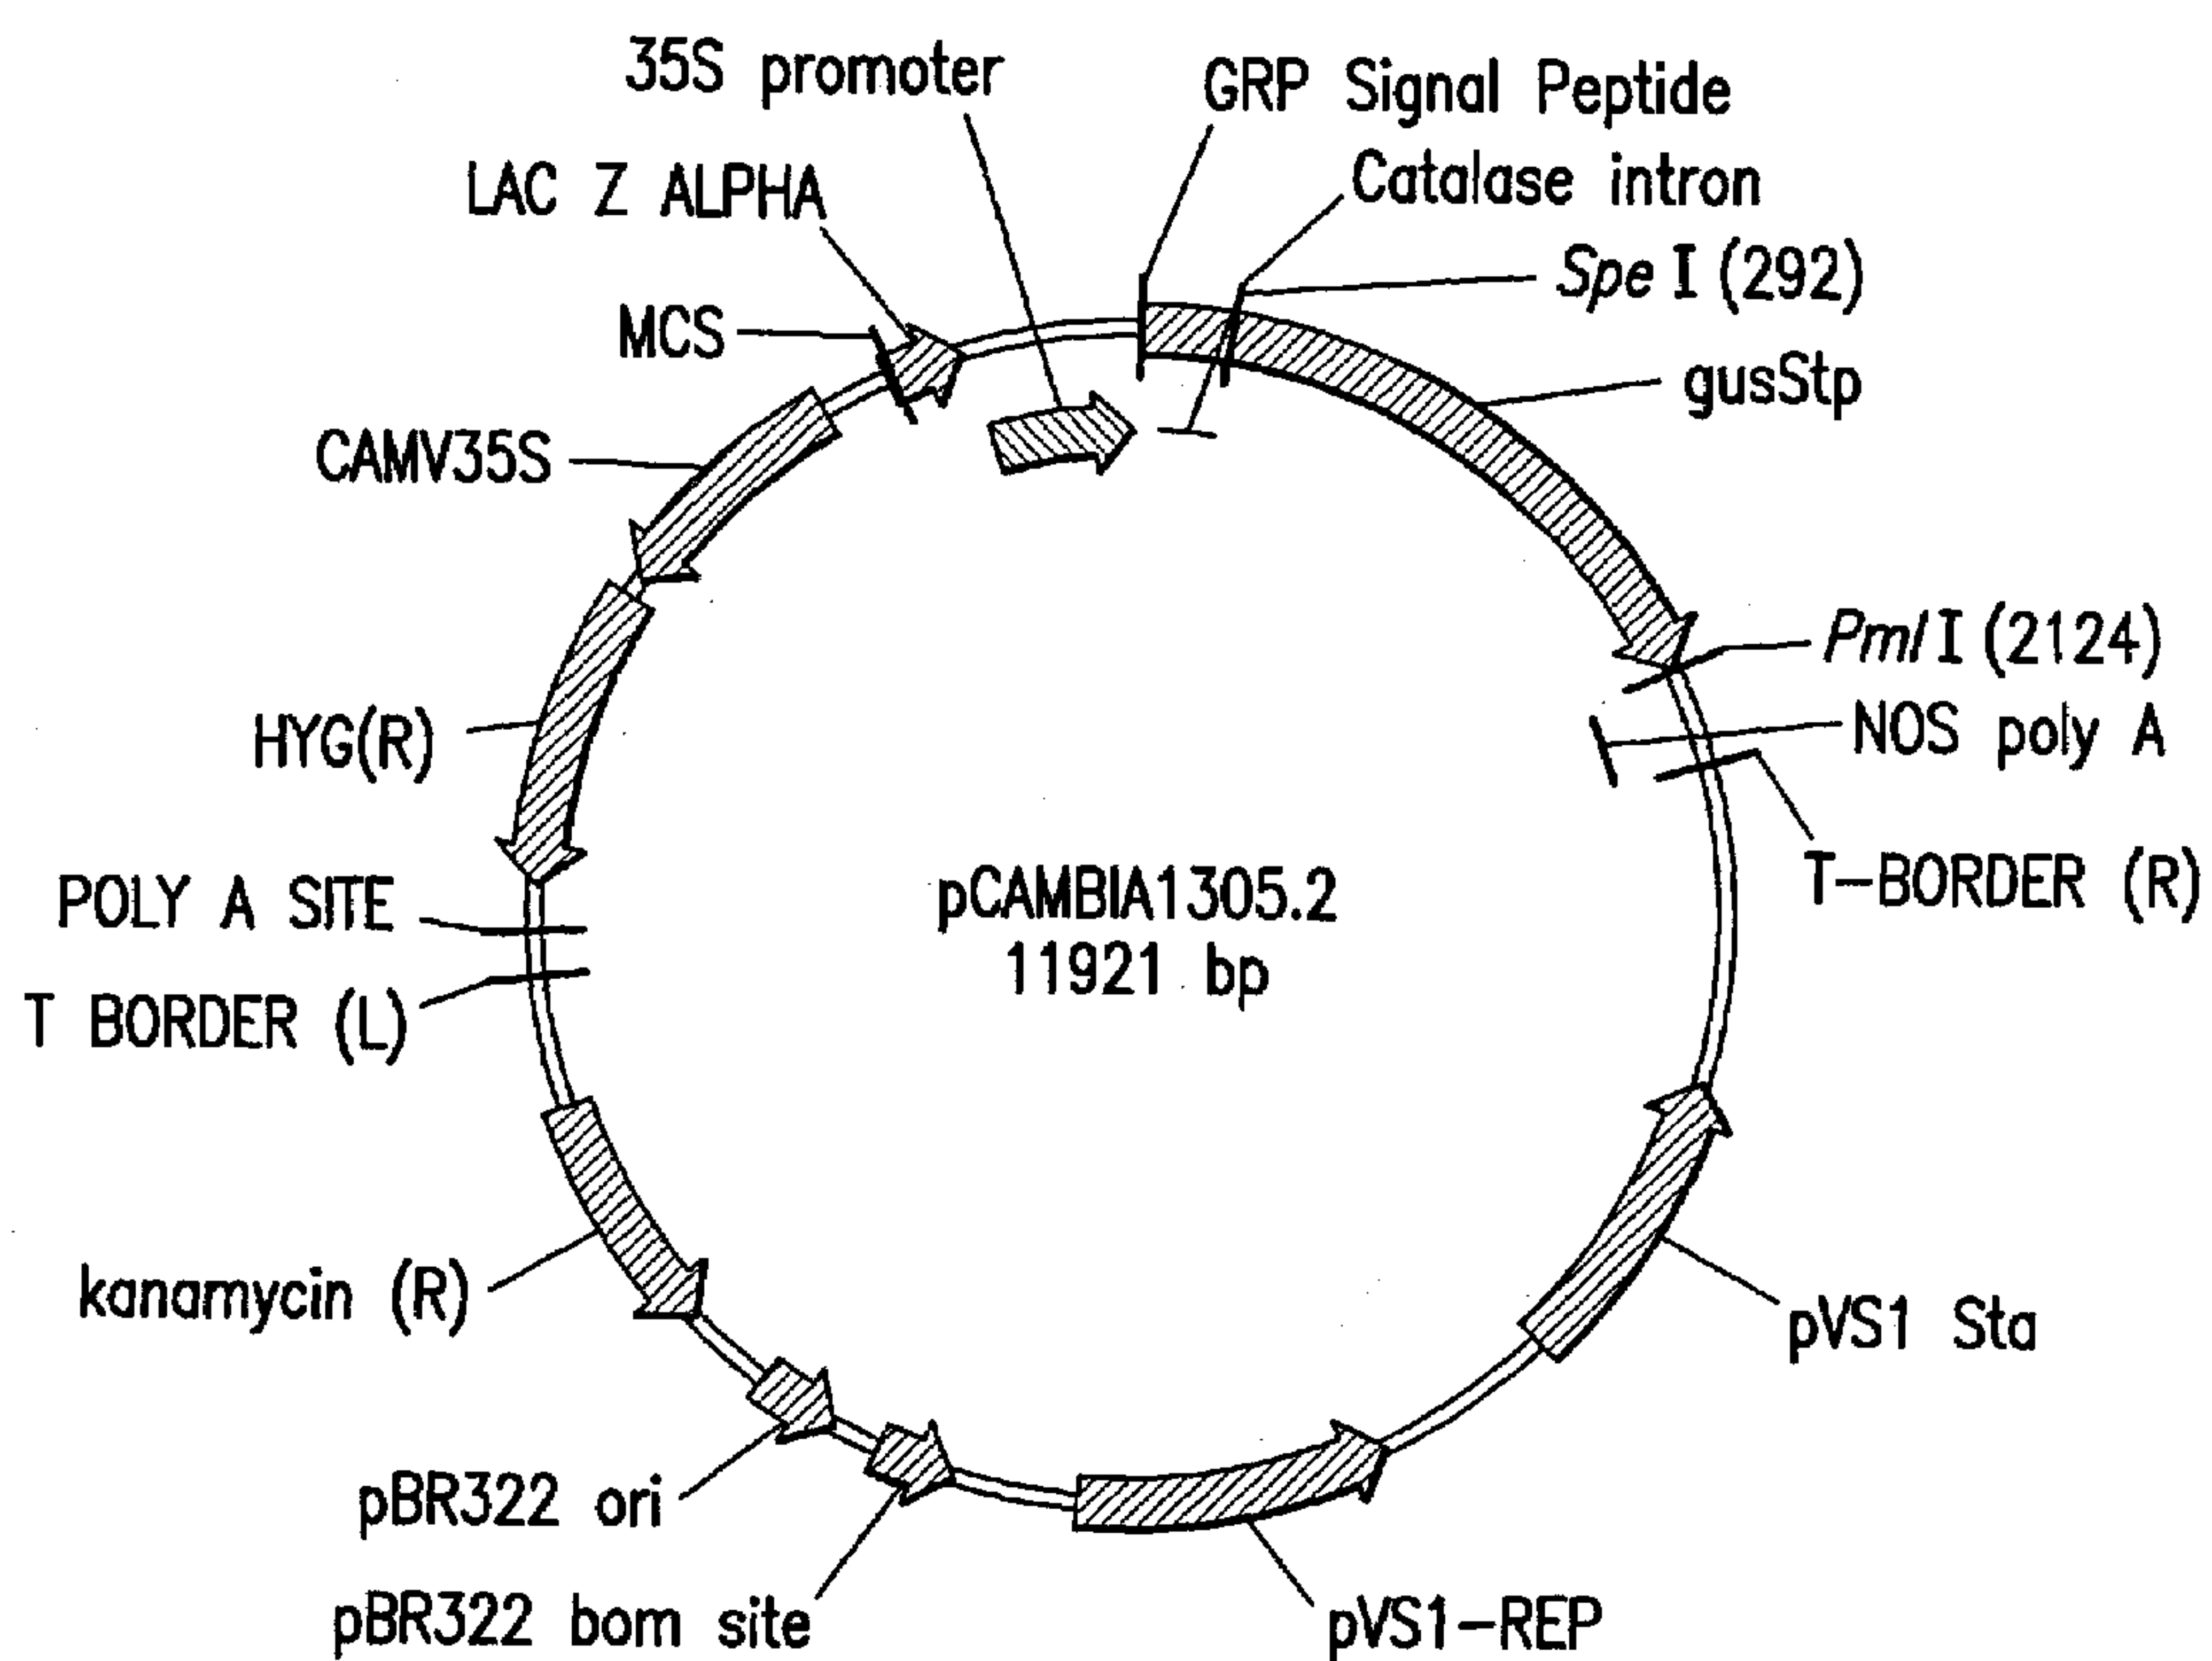 35S promoter
GRP Signal Peptide
LAC Z ALPHA
Catalase intron
Spe I (292)
MCS
gusStp
CAMV35S
Pml I (2124)
HYG(R)
NOS poly A
T-BORDER (R)
POLY A SITE
pCAMBIA1305.2
11921 bp
T BORDER (L)
kanamycin (R)
pVS1 Sta
pBR322 ori
pBR322 bom site
pVS1-REP